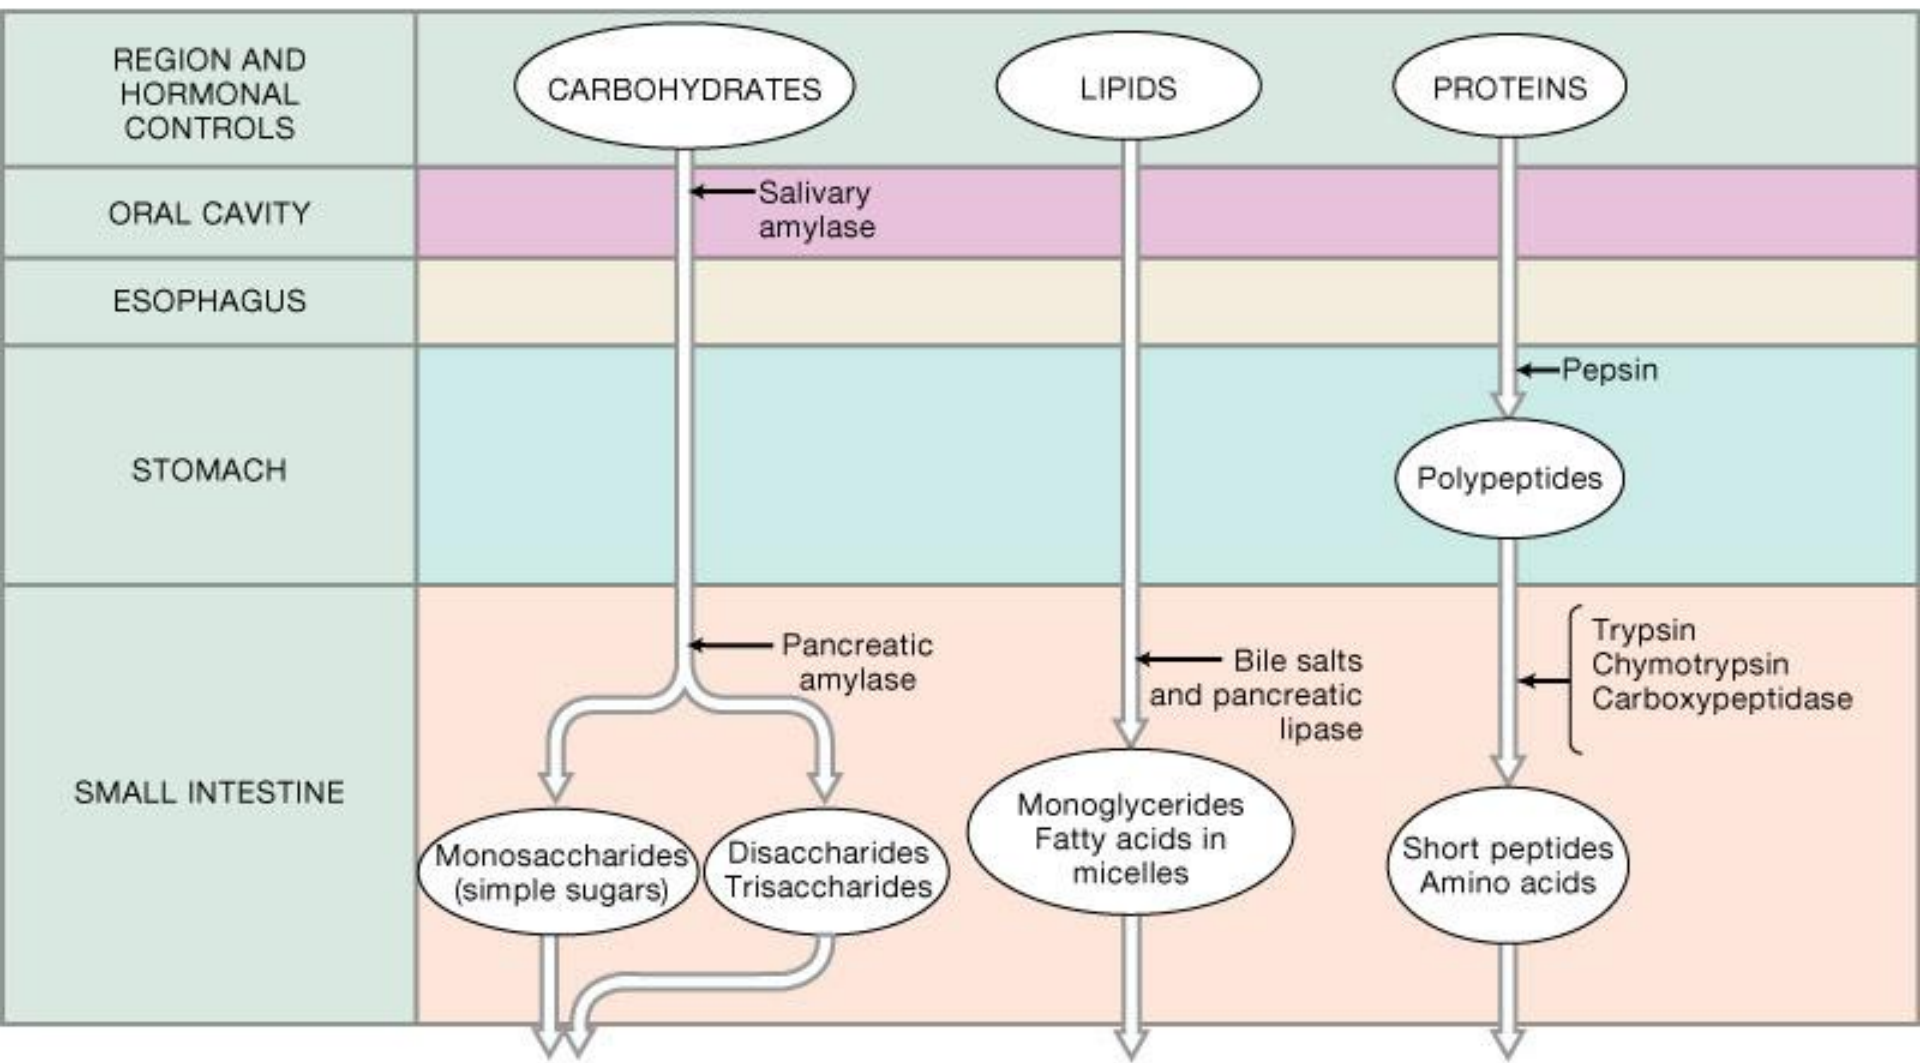 REGION AND
HORMONAL
CONTROLS
CARBOHYDRATES
LIPIDS
PROTEINS
ORAL CAVITY
Salivary
amylase
ESOPHAGUS
STOMACH
Pepsin
Polypeptides
SMALL INTESTINE
Pancreatic
amylase
Bile salts
and pancreatic
lipase
Trypsin
Chymotrypsin
Carboxypeptidase
Monosaccharides
(simple sugars)
Disaccharides
Trisaccharides
Monoglycerides
Fatty acids in
micelles
Short peptides
Amino acids